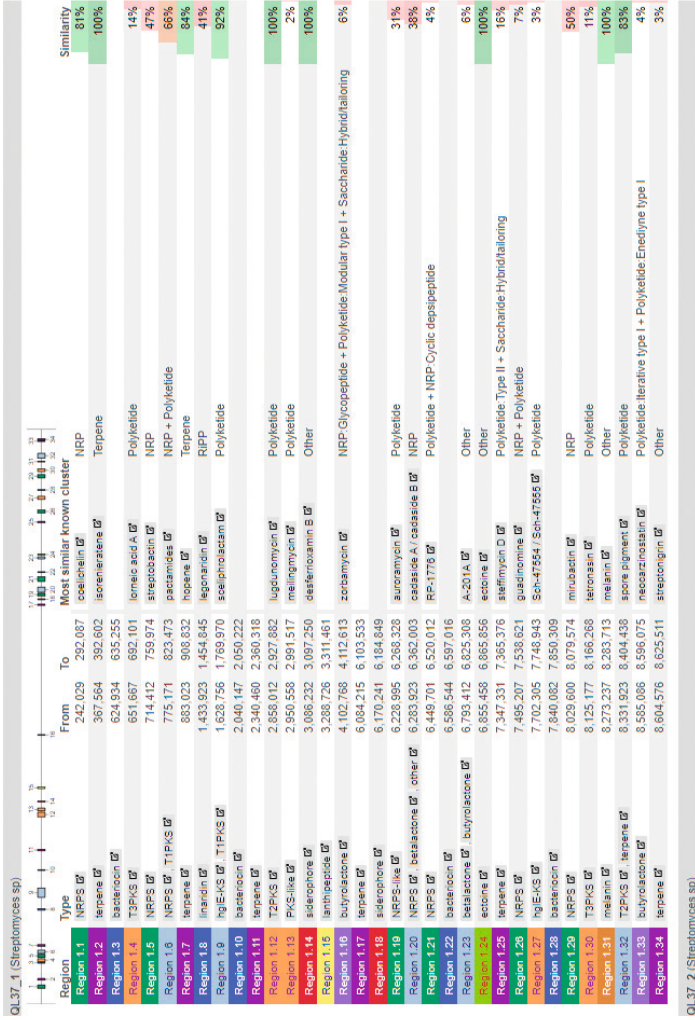 QL37_1 (Streptomyces sp)
Region Type From To Most similar known cluster Similarity
Region 1.1 NRPS 242,029 292,087 coelichelin NRP 81%
Region 1.2 terpene 367,564 392,602 isorenieratene Terpene 100%
Region 1.3 bacteriocin 624,934 635,255
Region 1.4 T3PKS 651,667 692,101 lorneic acid A Polyketide 14%
Region 1.5 NRPS 714,412 759,974 streptobactin NRP 47%
Region 1.6 NRPS , T1PKS 775,171 823,473 pactamides NRP + Polyketide 66%
Region 1.7 terpene 883,023 908,832 hopene Terpene 84%
Region 1.8 linaridin 1,433,923 1,454,845 legonaridin RiPP 41%
Region 1.9 hglE-KS , T1PKS 1,628,756 1,769,970 sceliphrolactam Polyketide 92%
Region 1.10 bacteriocin 2,040,147 2,050,222
Region 1.11 terpene 2,340,460 2,360,318
Region 1.12 T2PKS 2,858,012 2,927,882 lugdunomycin Polyketide 100%
Region 1.13 PKS-like 2,950,558 2,991,517 meilingmycin Polyketide 2%
Region 1.14 siderophore 3,086,232 3,097,250 desferrioxamin B Other 100%
Region 1.15 lanthipeptide 3,288,726 3,311,461
Region 1.16 butyrolactone 4,102,768 4,112,613 zorbamycin NRP:Glycopeptide + Polyketide:Modular type I + Saccharide:Hybrid/tailoring 6%
Region 1.17 terpene 6,084,215 6,103,533
Region 1.18 siderophore 6,170,241 6,184,849
Region 1.19 NRPS-like 6,228,995 6,268,328 auroramycin Polyketide 31%
Region 1.20 NRPS , betalactone , other 6,283,923 6,362,003 cadaside A / cadaside B NRP 38%
Region 1.21 NRPS 6,449,701 6,520,012 RP-1776 Polyketide + NRP:Cyclic depsipeptide 4%
Region 1.22 bacteriocin 6,586,544 6,597,016
Region 1.23 betalactone , butyrolactone 6,793,412 6,825,308 A-201A Other 6%
Region 1.24 ectoine 6,855,458 6,865,856 ectoine Other 100%
Region 1.25 terpene 7,347,331 7,365,376 steffimycin D Polyketide:Type II + Saccharide:Hybrid/tailoring 16%
Region 1.26 NRPS 7,495,207 7,538,621 guadinomine NRP + Polyketide 7%
Region 1.27 hglE-KS 7,702,305 7,748,943 Sch-47554 / Sch-47555 Polyketide 3%
Region 1.28 bacteriocin 7,840,082 7,850,309
Region 1.29 NRPS 8,029,600 8,079,574 mirubactin NRP 50%
Region 1.30 T3PKS 8,125,177 8,166,268 tetronasin Polyketide 11%
Region 1.31 melanin 8,273,237 8,283,713 melanin Other 100%
Region 1.32 T2PKS , terpene 8,331,923 8,404,438 spore pigment Polyketide 83%
Region 1.33 butyrolactone 8,585,086 8,596,075 neocarzinostatin Polyketide:Iterative type I + Polyketide:Enediyne type I 4%
Region 1.34 terpene 8,604,576 8,625,511 streptonigrin Other 3%
QL37_2 (Streptomyces sp)